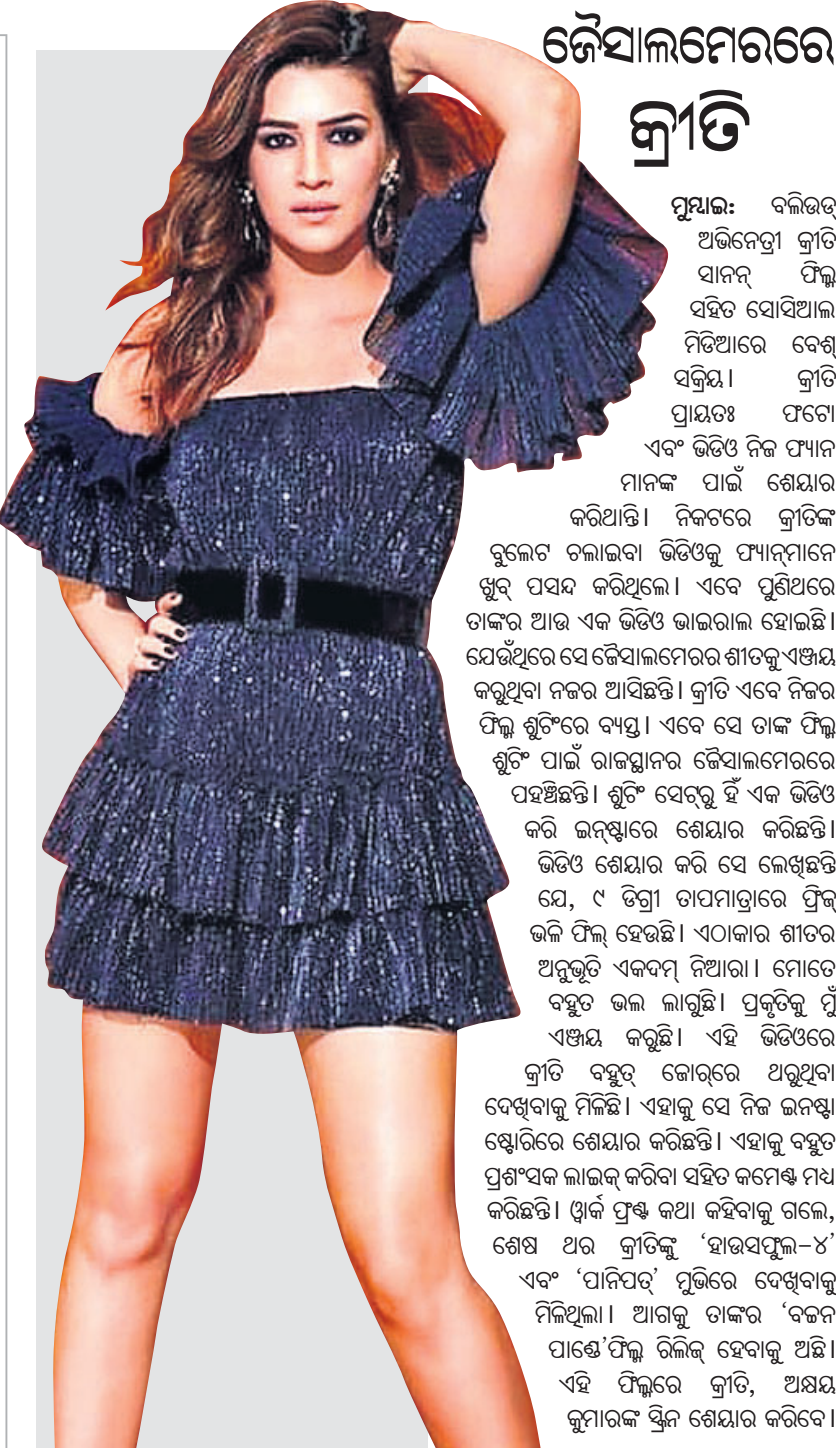 ଜୈସାଲମେରରେ
କ୍ରୀତି
ମୁମ୍ବାଇ: ବଲିଉଡ୍
ଅଭିନେତ୍ରୀ କ୍ରୀତି
ସାନନ୍ ଫିଲ୍ମ
ସହିତ ସୋସିଆଲ
ମିଡିଆରେ ବେଶ୍
ସକ୍ରିୟ। କ୍ରୀତି
ପ୍ରାୟତଃ ଫଟୋ
ଏବଂ ଭିଡିଓ ନିଜ ଫ୍ୟାନ
ମାନଙ୍କ ପାଇଁ ଶେୟାର
କରିଥାନ୍ତି। ନିକଟରେ କ୍ରୀତିଙ୍କ
ବୁଲେଟ ଚଲାଇବା ଭିଡିଓକୁ ଫ୍ୟାନ୍‌ମାନେ
ଖୁବ୍ ପସନ୍ଦ କରିଥିଲେ। ଏବେ ପୁଣିଥରେ
ତାଙ୍କର ଆଉ ଏକ ଭିଡିଓ ଭାଇରାଲ ହୋଇଛି।
ଯେଉଁଥିରେ ସେ ଜୈସାଲମେରର ଶୀତକୁ ଏଞ୍ଜୟ
କରୁଥିବା ନଜର ଆସିଛନ୍ତି। କ୍ରୀତି ଏବେ ନିଜର
ଫିଲ୍ମ ଶୁଟିଂରେ ବ୍ୟସ୍ତ। ଏବେ ସେ ତାଙ୍କ ଫିଲ୍ମ
ଶୁଟିଂ ପାଇଁ ରାଜସ୍ଥାନର ଜୈସାଲମେରରେ
ପହଞ୍ଚିଛନ୍ତି। ଶୁଟିଂ ସେଟ୍‌ରୁ ହିଁ ଏକ ଭିଡିଓ
କରି ଇନ୍‌ଷ୍ଟାରେ ଶେୟାର କରିଛନ୍ତି।
ଭିଡିଓ ଶେୟାର କରି ସେ ଲେଖିଛନ୍ତି
ଯେ, ୯ ଡିଗ୍ରୀ ତାପମାତ୍ରାରେ ଫ୍ରିଜ୍
ଭଳି ଫିଲ୍ ହେଉଛି। ଏଠାକାର ଶୀତର
ଅନୁଭୂତି ଏକଦମ୍ ନିଆରା। ମୋତେ
ବହୁତ ଭଲ ଲାଗୁଛି। ପ୍ରକୃତିକୁ ମୁଁ
ଏଞ୍ଜୟ କରୁଛି। ଏହି ଭିଡିଓରେ
କ୍ରୀତି ବହୁତ୍ ଜୋର୍‌ରେ ଥରୁଥିବା
ଦେଖିବାକୁ ମିଳିଛି। ଏହାକୁ ସେ ନିଜ ଇନଷ୍ଟା
ଷ୍ଟୋରିରେ ଶେୟାର କରିଛନ୍ତି। ଏହାକୁ ବହୁତ
ପ୍ରଶଂସକ ଲାଇକ୍ କରିବା ସହିତ କମେଣ୍ଟ ମଧ୍ୟ
କରିଛନ୍ତି। ୱାର୍କ ଫ୍ରଣ୍ଟ କଥା କହିବାକୁ ଗଲେ,
ଶେଷ ଥର କ୍ରୀତିଙ୍କୁ ‘ହାଉସଫୁଲ-୪’
ଏବଂ ‘ପାନିପତ୍’ ମୁଭିରେ ଦେଖିବାକୁ
ମିଳିଥିଲା। ଆଗକୁ ତାଙ୍କର ‘ବଚ୍ଚନ
ପାଣ୍ଡେ’ଫିଲ୍ମ ରିଲିଜ୍ ହେବାକୁ ଅଛି।
ଏହି ଫିଲ୍ମରେ କ୍ରୀତି, ଅକ୍ଷୟ
କୁମାରଙ୍କ ସ୍କ୍ରିନ ଶେୟାର କରିବେ।